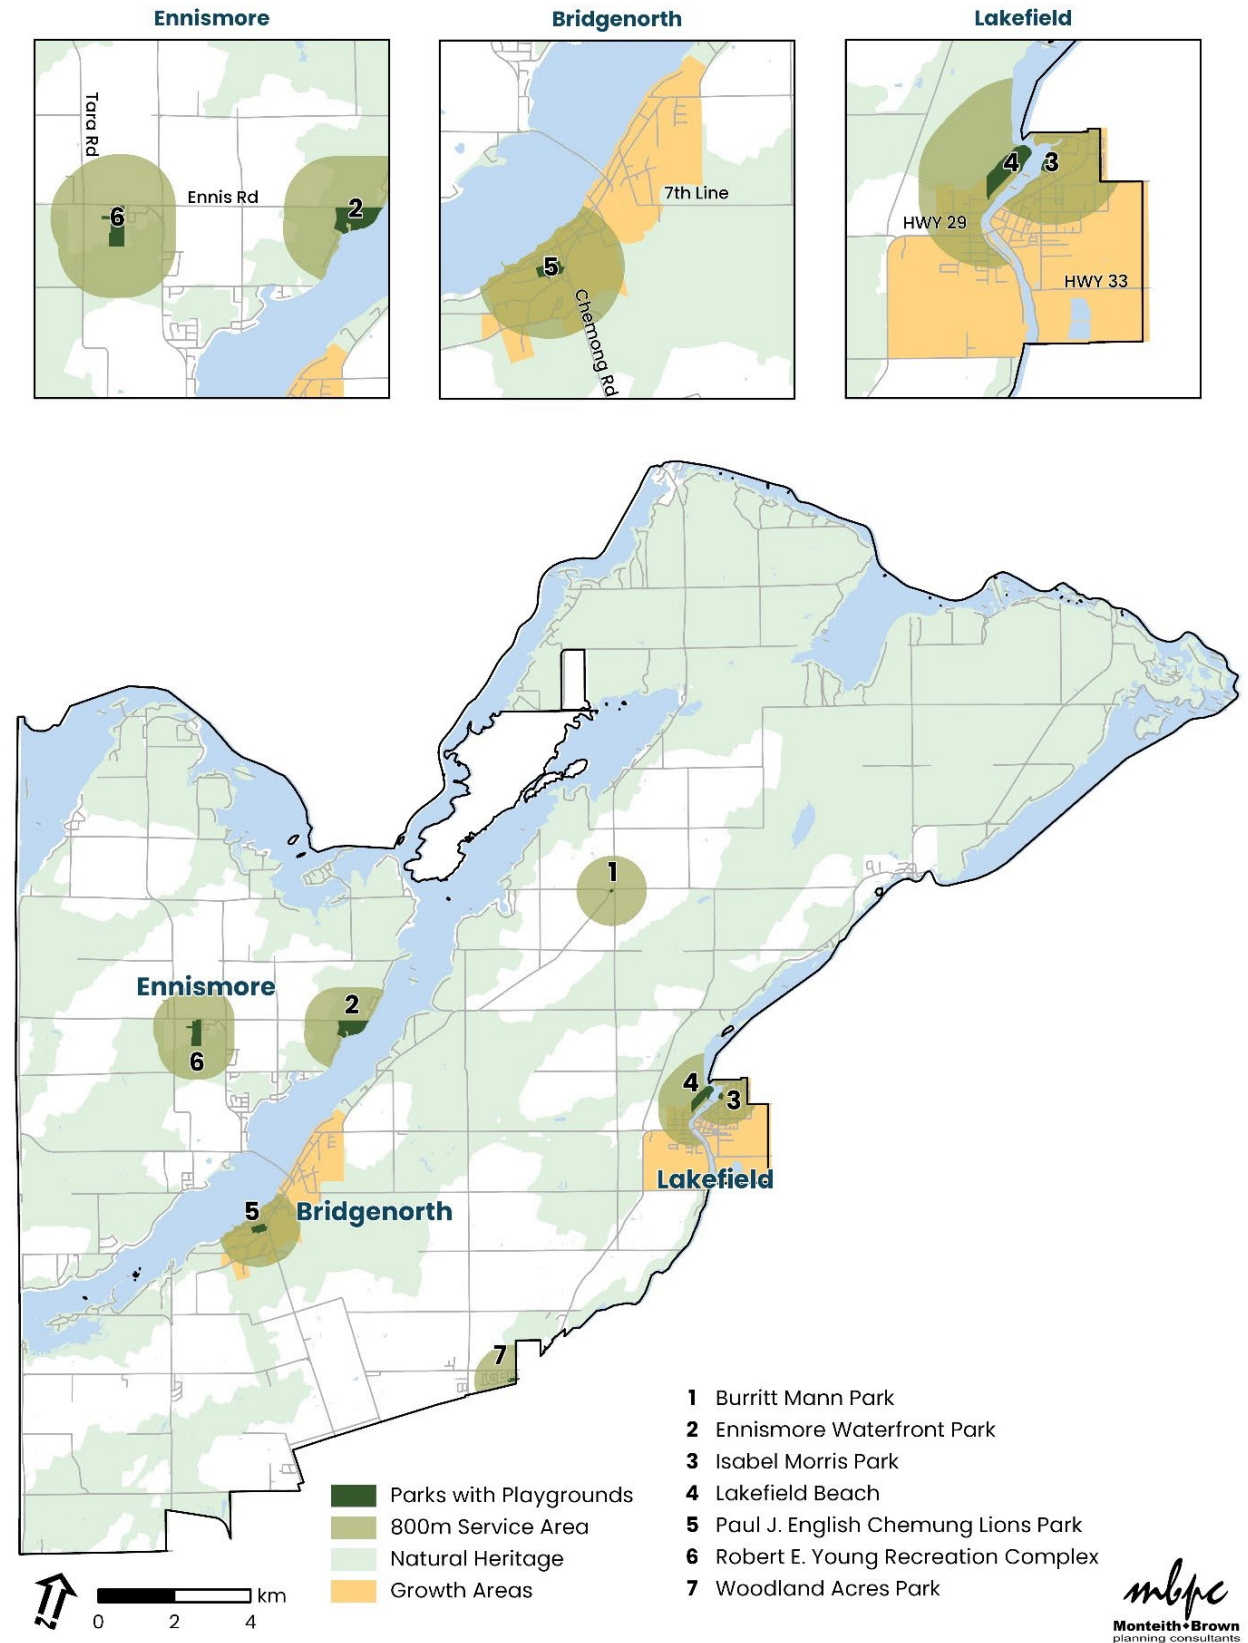 Ennismore
Bridgenorth
Lakefield
Tara Rd
Ennis Rd
6
2
7th Line
5
Chemong Rd
4
3
HWY 29
HWY 33
1
Ennismore
2
6
4
3
Lakefield
5
Bridgenorth
7
1 Burritt Mann Park
2 Ennismore Waterfront Park
3 Isabel Morris Park
4 Lakefield Beach
5 Paul J. English Chemung Lions Park
6 Robert E. Young Recreation Complex
7 Woodland Acres Park
Parks with Playgrounds
800m Service Area
Natural Heritage
Growth Areas
N
km
0 2 4
mbpc
Monteith•Brown
planning consultants